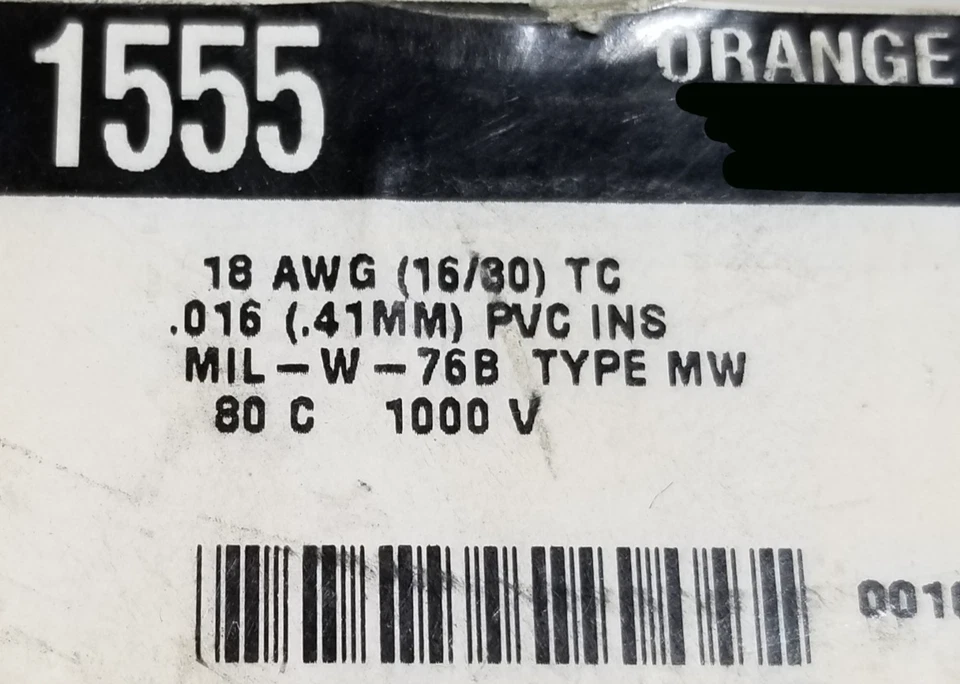 1555
ORANGE
18 AWG (16/30) TC
.016 (.41MM) PVC INS
MIL-W-76B TYPE MW
80 C 1000 V